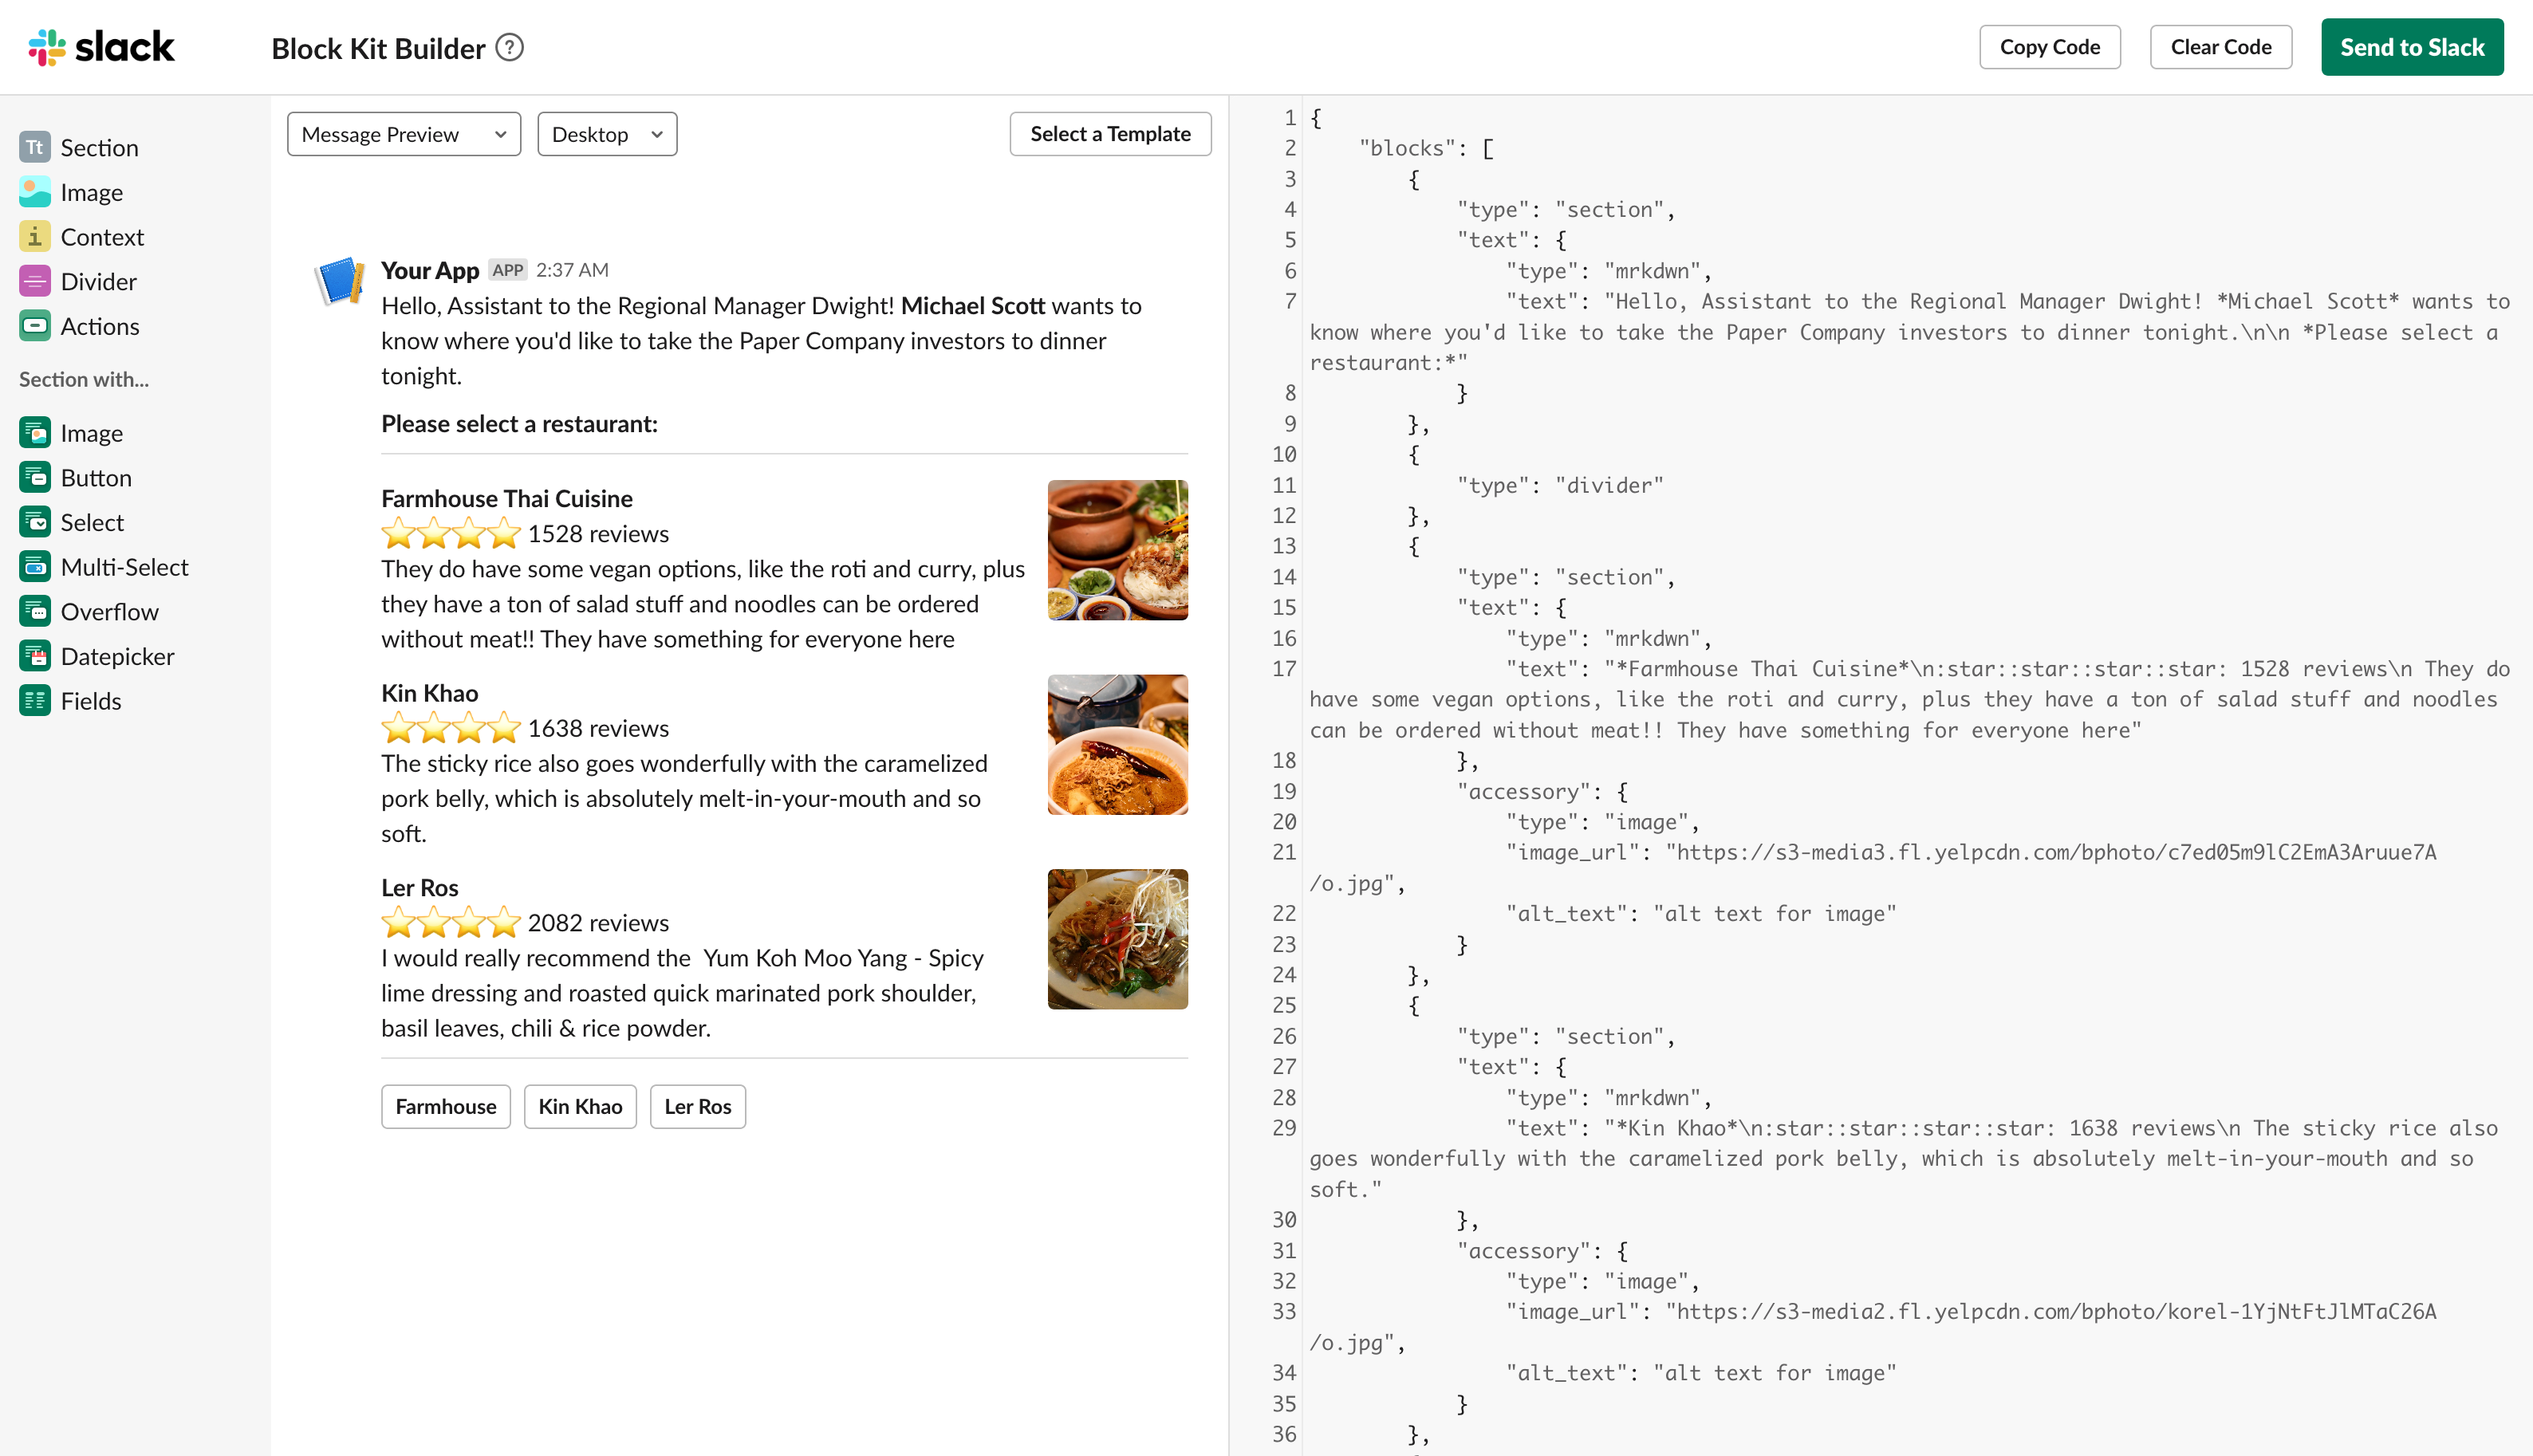 slack
Block Kit Builder ?
Copy Code
Clear Code
Send to Slack
Tt Section
Image
i Context
Divider
Actions
Section with...
Image
Button
Select
Multi-Select
Overflow
Datepicker
Fields
Message Preview
Desktop
Select a Template
Your App APP 2:37 AM
Hello, Assistant to the Regional Manager Dwight! Michael Scott wants to
know where you'd like to take the Paper Company investors to dinner
tonight.
Please select a restaurant:
Farmhouse Thai Cuisine
1528 reviews
They do have some vegan options, like the roti and curry, plus
they have a ton of salad stuff and noodles can be ordered
without meat!! They have something for everyone here
Kin Khao
1638 reviews
The sticky rice also goes wonderfully with the caramelized
pork belly, which is absolutely melt-in-your-mouth and so
soft.
Ler Ros
2082 reviews
I would really recommend the  Yum Koh Moo Yang - Spicy
lime dressing and roasted quick marinated pork shoulder,
basil leaves, chili & rice powder.
Farmhouse
Kin Khao
Ler Ros
1 {
2 "blocks": [
3 {
4 "type": "section",
5 "text": {
6 "type": "mrkdwn",
7 "text": "Hello, Assistant to the Regional Manager Dwight! *Michael Scott* wants to
know where you'd like to take the Paper Company investors to dinner tonight.\n\n *Please select a
restaurant:*"
8 }
9 },
10 {
11 "type": "divider"
12 },
13 {
14 "type": "section",
15 "text": {
16 "type": "mrkdwn",
17 "text": "*Farmhouse Thai Cuisine*\n:star::star::star::star: 1528 reviews\n They do
have some vegan options, like the roti and curry, plus they have a ton of salad stuff and noodles
can be ordered without meat!! They have something for everyone here"
18 },
19 "accessory": {
20 "type": "image",
21 "image_url": "https://s3-media3.fl.yelpcdn.com/bphoto/c7ed05m9lC2EmA3Aruue7A
/o.jpg",
22 "alt_text": "alt text for image"
23 }
24 },
25 {
26 "type": "section",
27 "text": {
28 "type": "mrkdwn",
29 "text": "*Kin Khao*\n:star::star::star::star: 1638 reviews\n The sticky rice also
goes wonderfully with the caramelized pork belly, which is absolutely melt-in-your-mouth and so
soft."
30 },
31 "accessory": {
32 "type": "image",
33 "image_url": "https://s3-media2.fl.yelpcdn.com/bphoto/korel-1YjNtFtJlMTaC26A
/o.jpg",
34 "alt_text": "alt text for image"
35 }
36 },